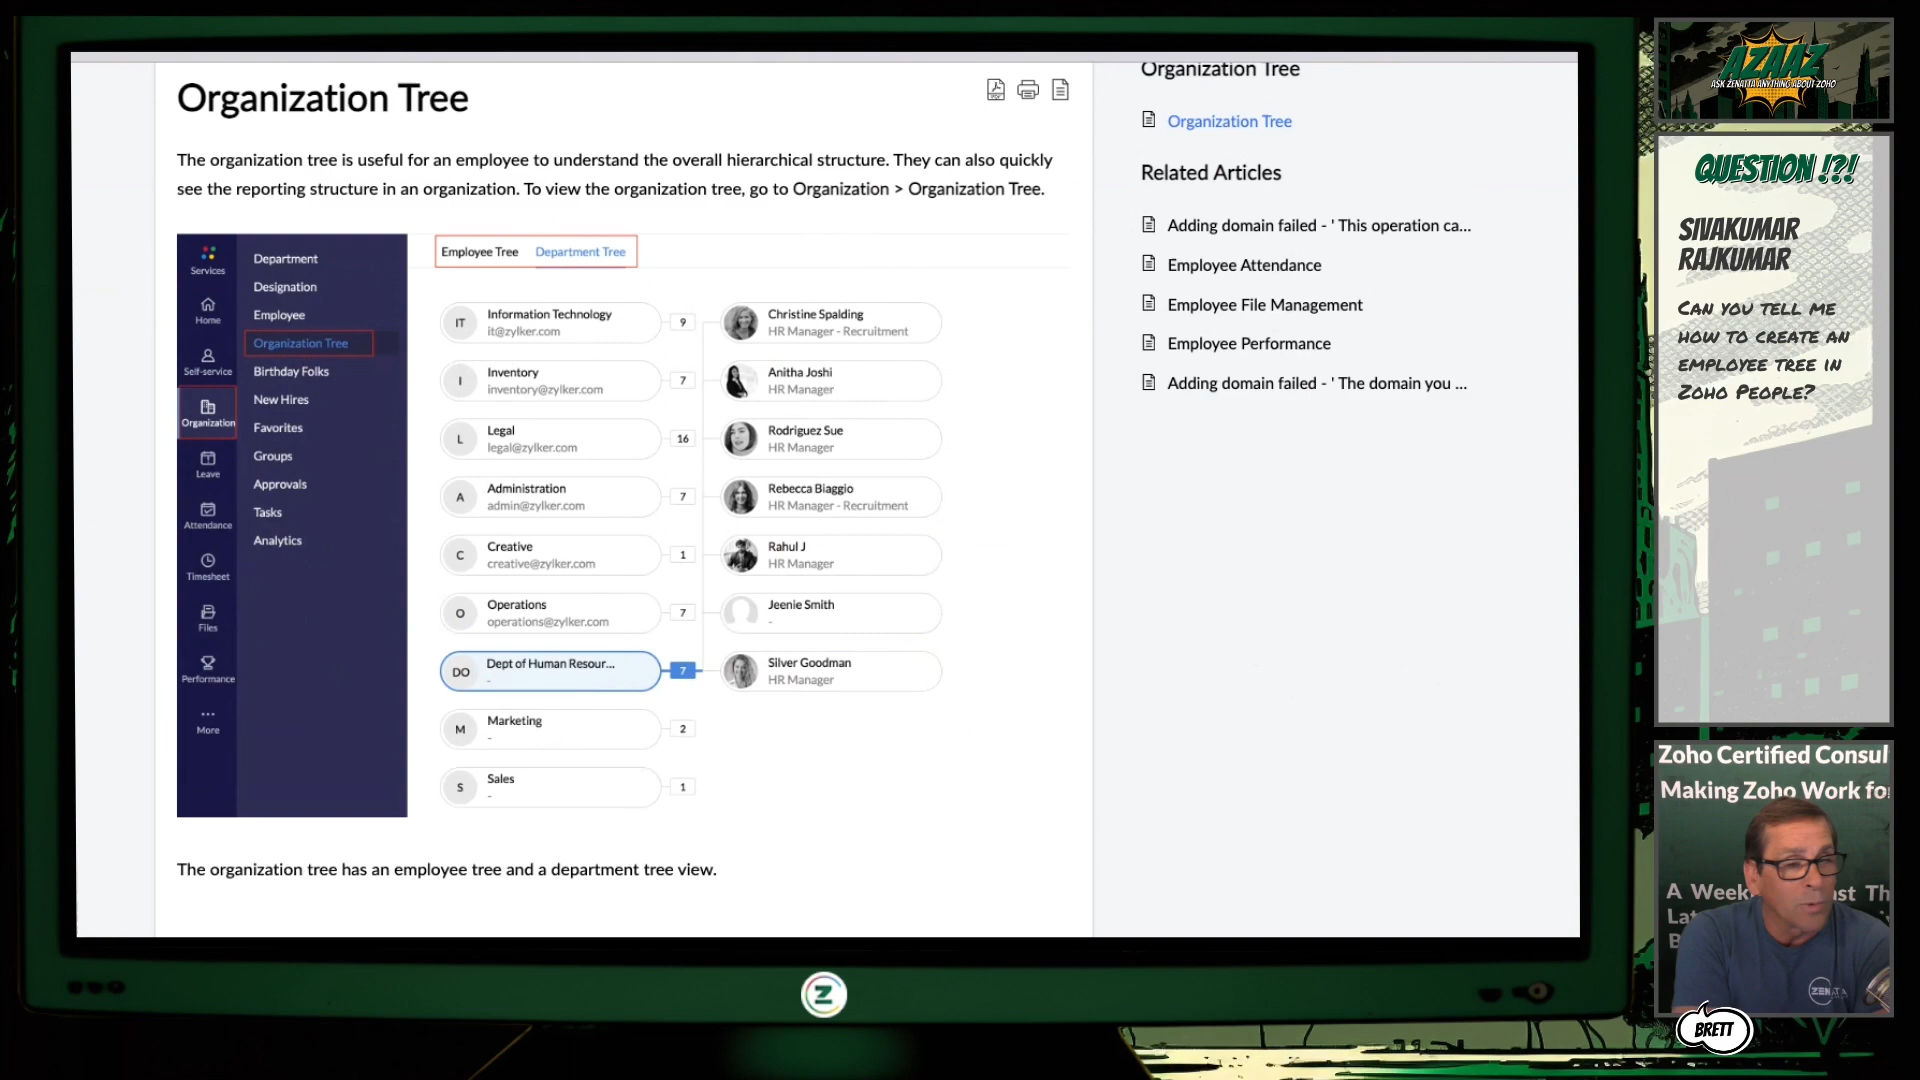 Organization Tree
The organization tree is useful for an employee to understand the overall hierarchical structure. They can also quickly
see the reporting structure in an organization. To view the organization tree, go to Organization > Organization Tree.
Services
Home
Self-service
Organization
Leave
Attendance
Timesheet
Files
Performance
More
Department
Designation
Employee
Organization Tree
Birthday Folks
New Hires
Favorites
Groups
Approvals
Tasks
Analytics
Employee Tree
Department Tree
IT
Information Technology
it@zylker.com
9
I
Inventory
inventory@zylker.com
7
L
Legal
legal@zylker.com
16
A
Administration
admin@zylker.com
7
C
Creative
creative@zylker.com
1
O
Operations
operations@zylker.com
7
DO
Dept of Human Resour...
-
7
M
Marketing
-
2
S
Sales
-
1
Christine Spalding
HR Manager - Recruitment
Anitha Joshi
HR Manager
Rodriguez Sue
HR Manager
Rebecca Biaggio
HR Manager - Recruitment
Rahul J
HR Manager
Jeenie Smith
-
Silver Goodman
HR Manager
The organization tree has an employee tree and a department tree view.
Organization Tree
Organization Tree
Related Articles
Adding domain failed - ' This operation ca...
Employee Attendance
Employee File Management
Employee Performance
Adding domain failed - ' The domain you ...
Z
AZAAZ
ASK ZENATTA ANYTHING ABOUT ZOHO
QUESTION !?!
SIVAKUMAR
RAJKUMAR
CAN YOU TELL ME
HOW TO CREATE AN
EMPLOYEE TREE IN
ZOHO PEOPLE?
Zoho Certified Consul
Making Zoho Work fo
A Week
ast Th
La
B
BRETT